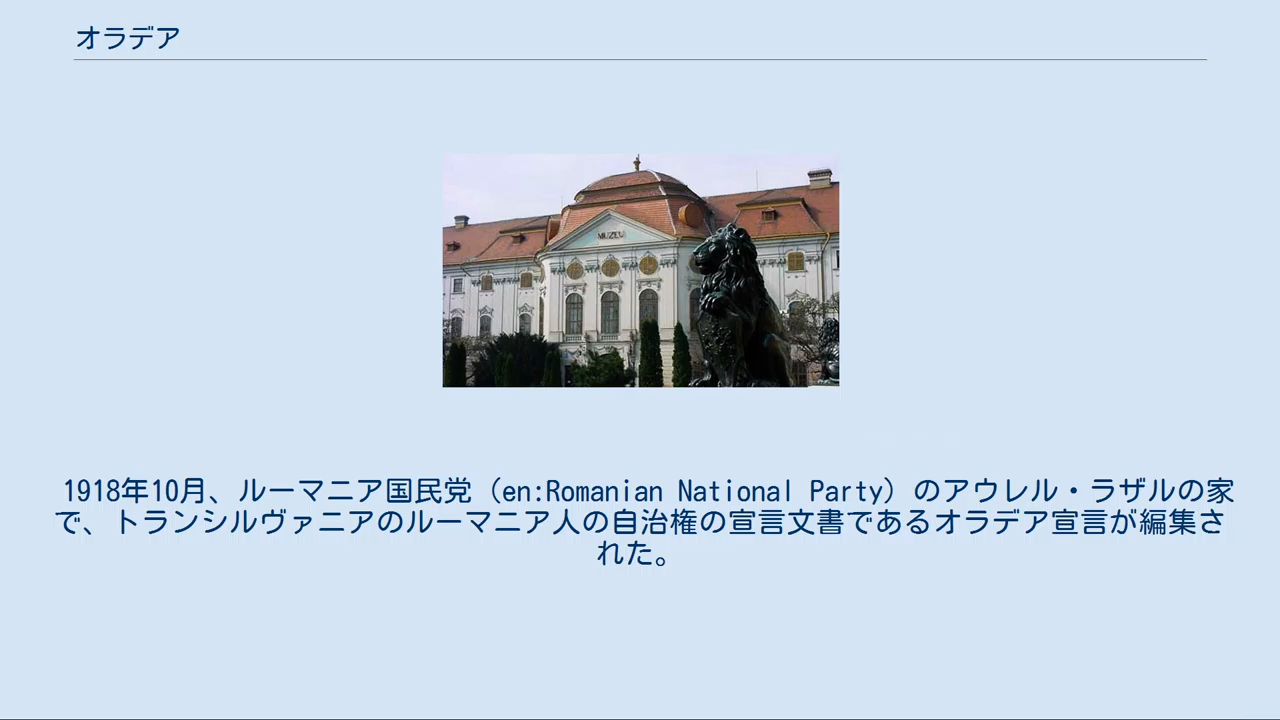 オラデア
MUZEU
1918年10月、ルーマニア国民党（en:Romanian National Party）のアウレル・ラザルの家
で、トランシルヴァニアのルーマニア人の自治権の宣言文書であるオラデア宣言が編集さ
れた。